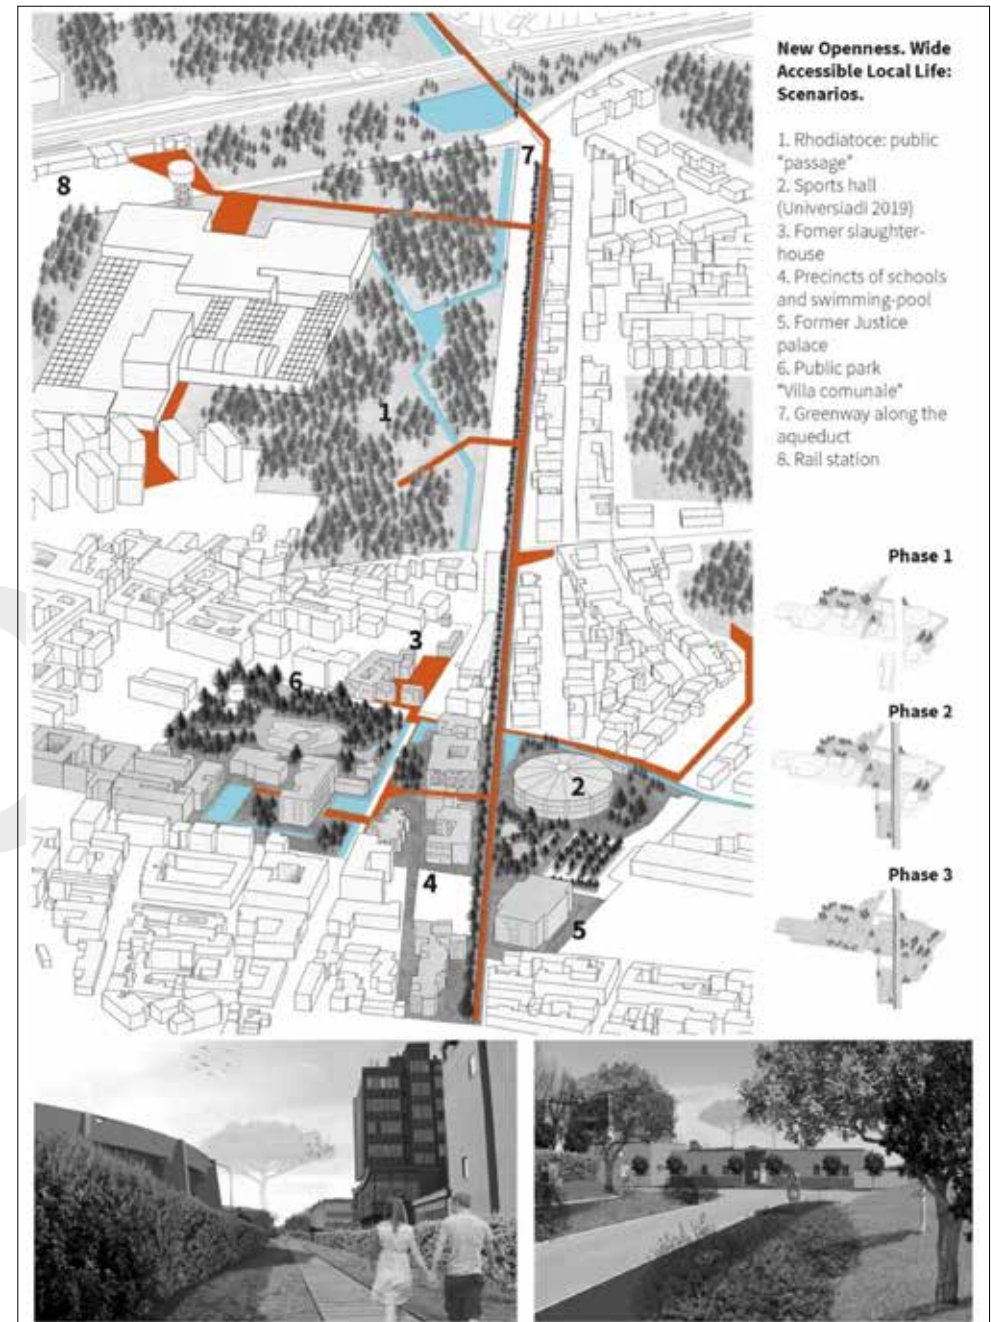 New Openness. Wide
Accessible Local Life:
Scenarios.
1. Rhodiatoce: public
"passage"
2. Sports hall
(Universiadi 2019)
3. Fomer slaughter-
house
4. Precincts of schools
and swimming-pool
5. Former Justice
palace
6. Public park
"Villa comunale"
7. Greenway along the
aqueduct
8. Rail station
Phase 1
Phase 2
Phase 3
7
8
1
3
6
2
4
5